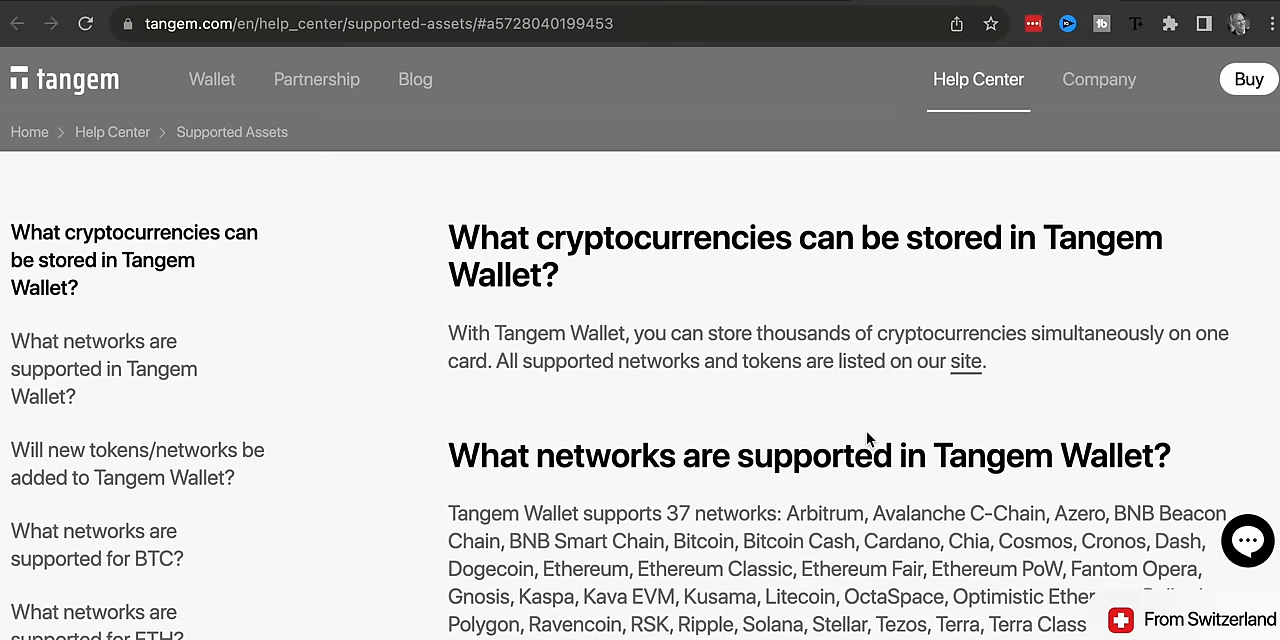 tangem.com/en/help_center/supported-assets/#a5728040199453
tangem
Wallet
Partnership
Blog
Help Center
Company
Buy
Home > Help Center > Supported Assets
What cryptocurrencies can
be stored in Tangem
Wallet?
What networks are
supported in Tangem
Wallet?
Will new tokens/networks be
added to Tangem Wallet?
What networks are
supported for BTC?
What networks are
supported for ETH?
What cryptocurrencies can be stored in Tangem
Wallet?
With Tangem Wallet, you can store thousands of cryptocurrencies simultaneously on one
card. All supported networks and tokens are listed on our site.
What networks are supported in Tangem Wallet?
Tangem Wallet supports 37 networks: Arbitrum, Avalanche C-Chain, Azero, BNB Beacon
Chain, BNB Smart Chain, Bitcoin, Bitcoin Cash, Cardano, Chia, Cosmos, Cronos, Dash,
Dogecoin, Ethereum, Ethereum Classic, Ethereum Fair, Ethereum PoW, Fantom Opera,
Gnosis, Kaspa, Kava EVM, Kusama, Litecoin, OctaSpace, Optimistic
Polygon, Ravencoin, RSK, Ripple, Solana, Stellar, Tezos, Terra, Terra Class
From Switzerland